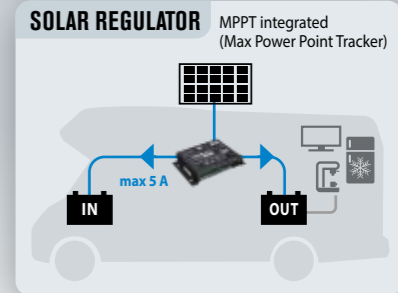 SOLAR REGULATOR
MPPT integrated
(Max Power Point Tracker)
max 5 A
IN
OUT